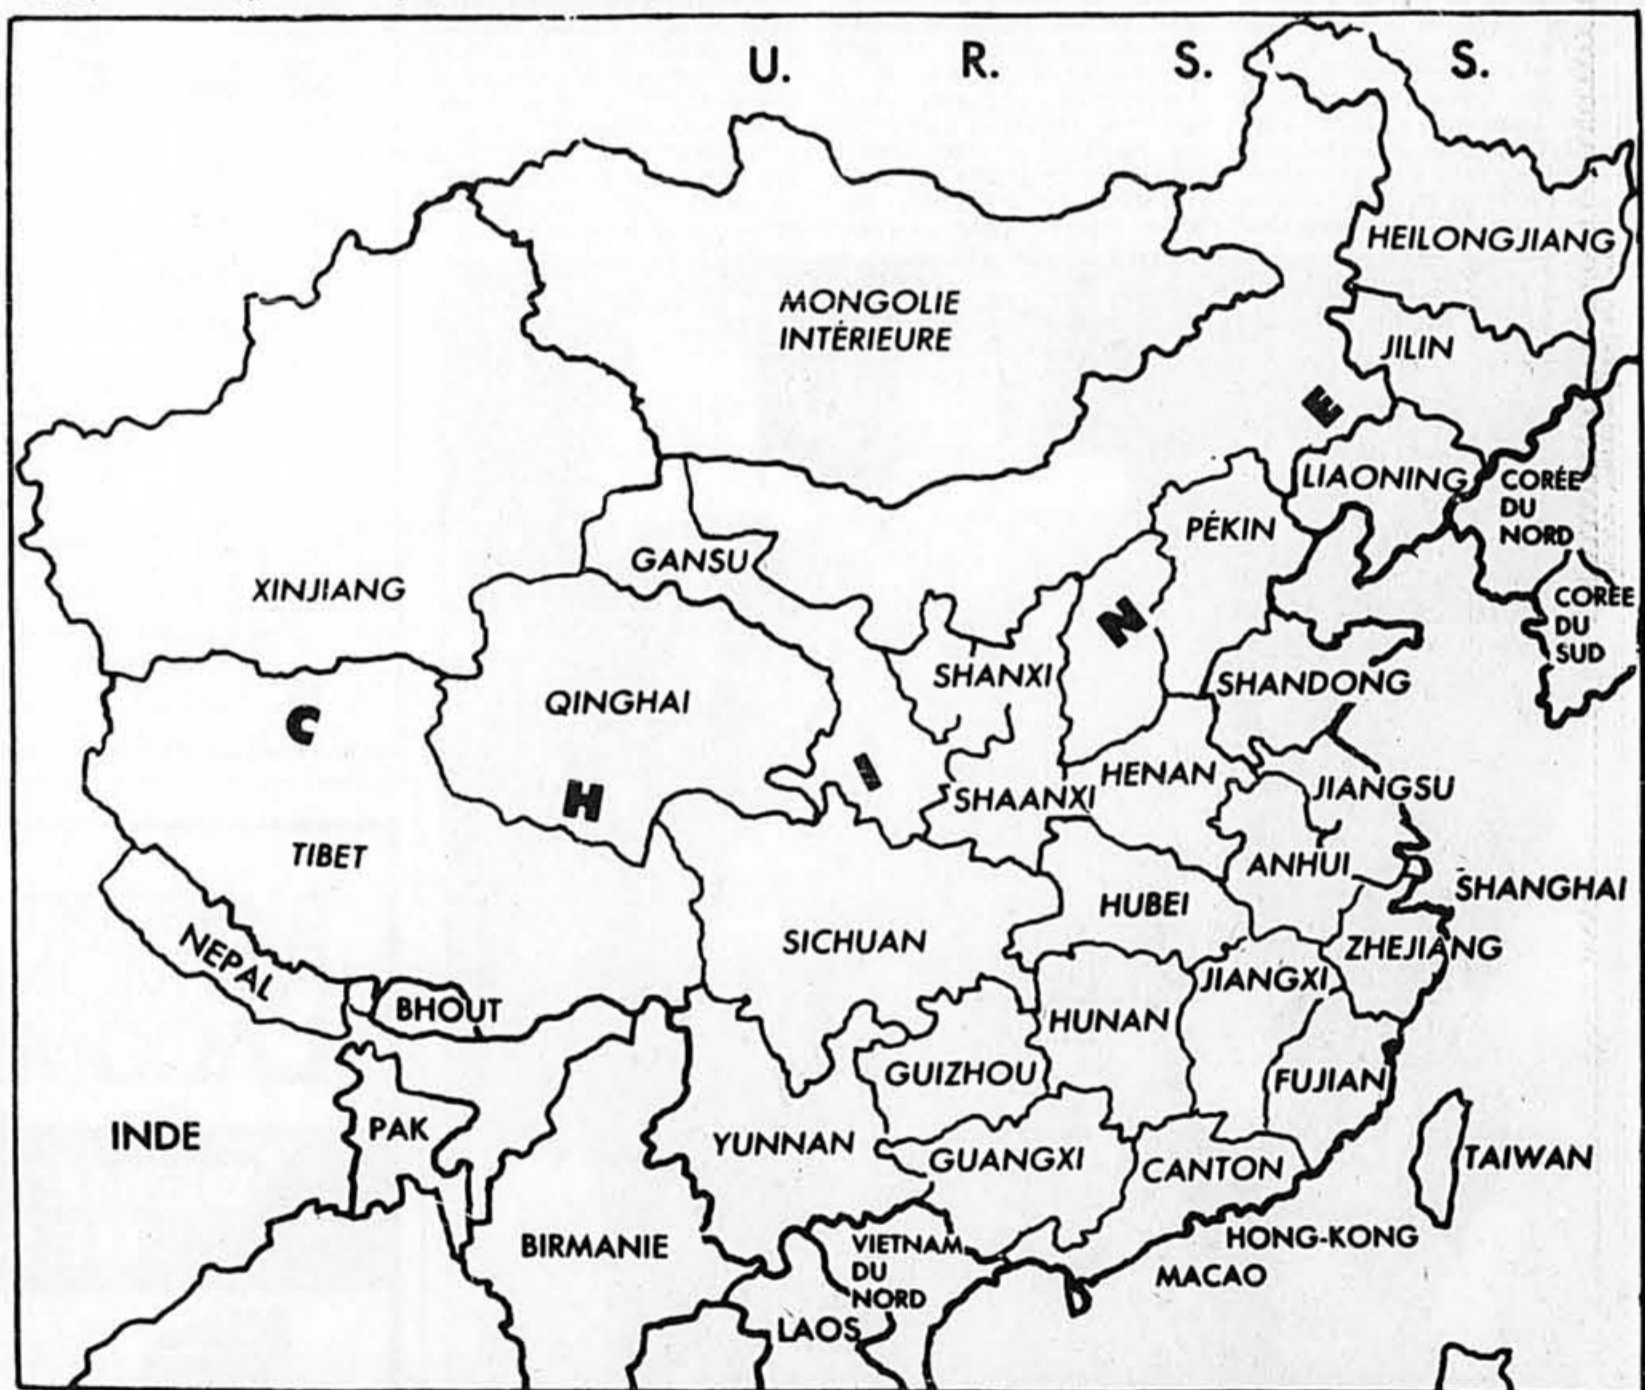 U. R. S. S.
HEILONGJIANG
MONGOLIE
INTÉRIEURE
JILIN
E
LIAONING
CORÉE
DU
NORD
PÉKIN
GANSU
XINJIANG
CORÉE
DU
SUD
N
SHANXI
SHANDONG
QINGHAI
C
H
I
HENAN
JIANGSU
SHAANXI
TIBET
ANHUI
SHANGHAI
HUBEI
SICHUAN
ZHEJIANG
NEPAL
JIANGXI
BHOUT
HUNAN
GUIZHOU
FUJIAN
INDE
PAK
YUNNAN
GUANGXI
CANTON
TAIWAN
BIRMANIE
VIETNAM
DU
NORD
HONG-KONG
MACAO
LAOS